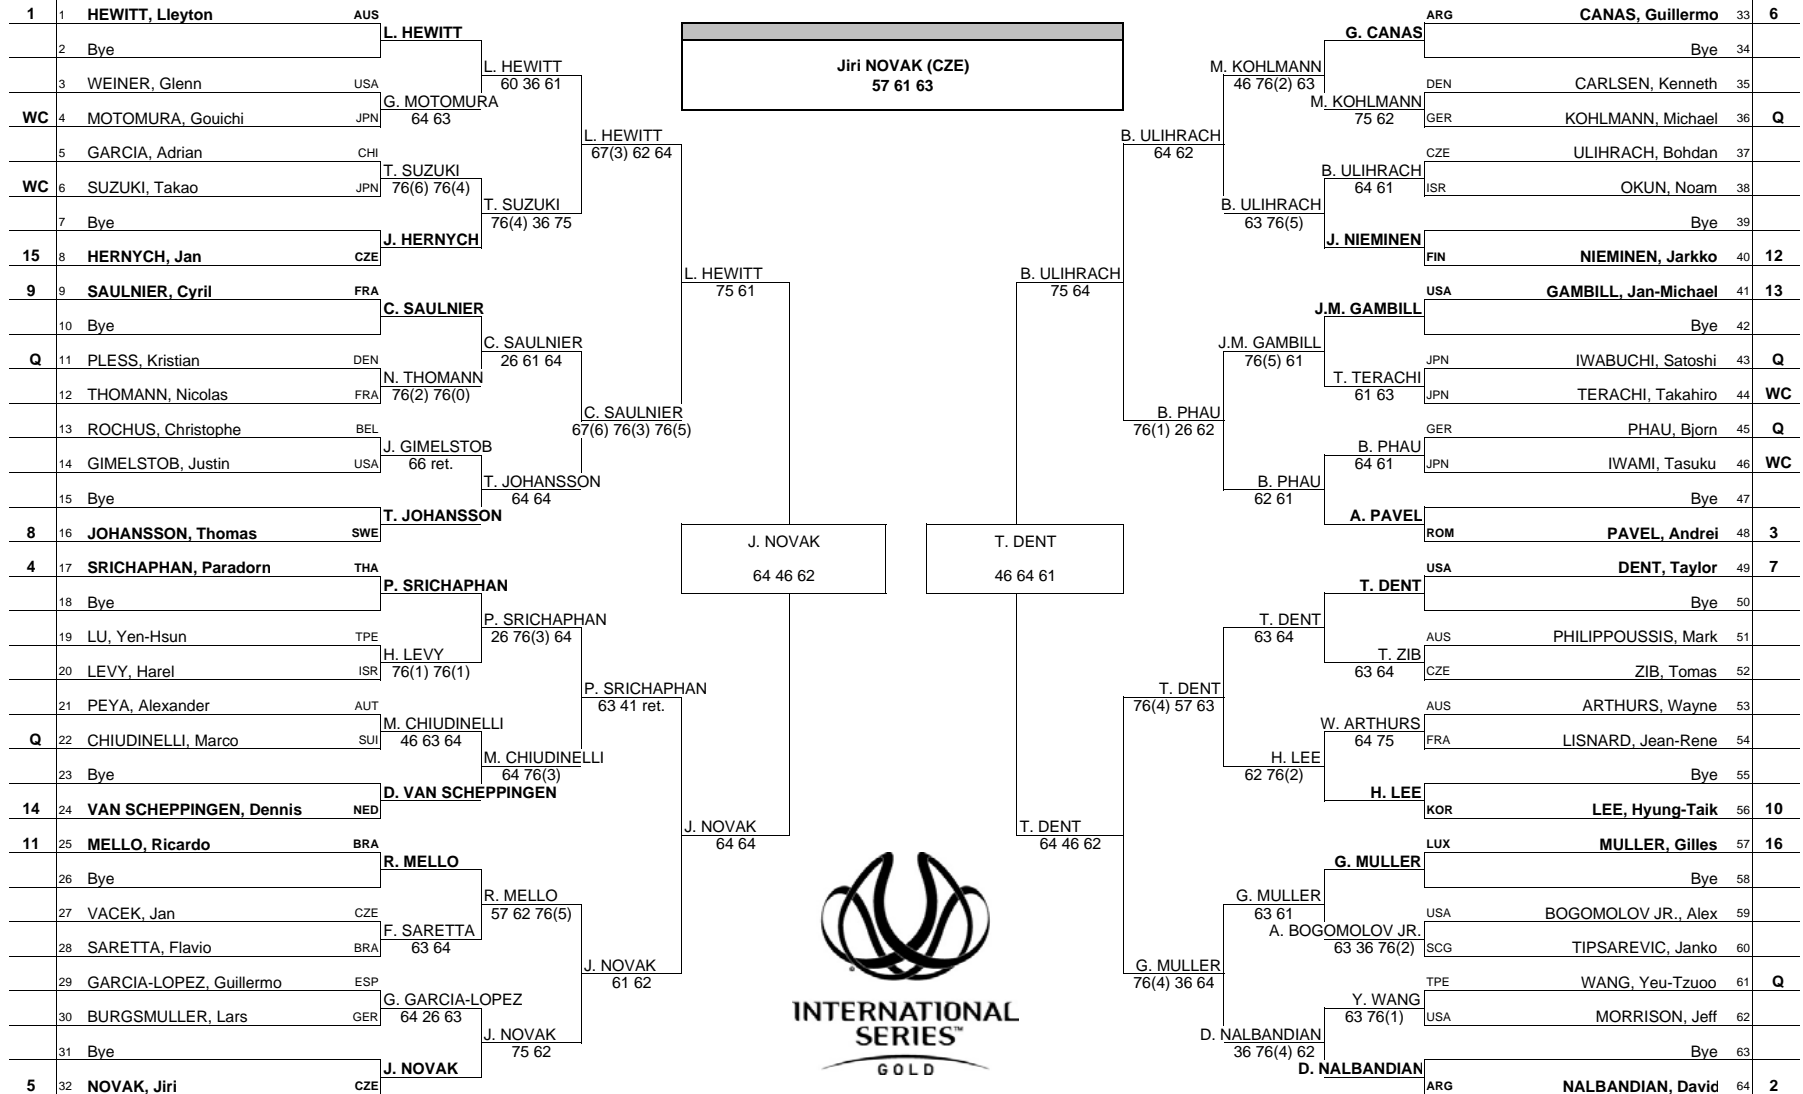 1 1 HEWITT, Lleyton AUS
2 Bye
3 WEINER, Glenn USA
WC 4 MOTOMURA, Gouichi JPN
5 GARCIA, Adrian CHI
WC 6 SUZUKI, Takao JPN
7 Bye
15 8 HERNYCH, Jan CZE
9 9 SAULNIER, Cyril FRA
10 Bye
Q 11 PLESS, Kristian DEN
12 THOMANN, Nicolas FRA
13 ROCHUS, Christophe BEL
14 GIMELSTOB, Justin USA
15 Bye
8 16 JOHANSSON, Thomas SWE
4 17 SRICHAPHAN, Paradorn THA
18 Bye
19 LU, Yen-Hsun TPE
20 LEVY, Harel ISR
21 PEYA, Alexander AUT
Q 22 CHIUDINELLI, Marco SUI
23 Bye
14 24 VAN SCHEPPINGEN, Dennis NED
11 25 MELLO, Ricardo BRA
26 Bye
27 VACEK, Jan CZE
28 SARETTA, Flavio BRA
29 GARCIA-LOPEZ, Guillermo ESP
30 BURGSMULLER, Lars GER
31 Bye
5 32 NOVAK, Jiri CZE
L. HEWITT
G. MOTOMURA
64 63
T. SUZUKI
76(6) 76(4)
J. HERNYCH
C. SAULNIER
N. THOMANN
76(2) 76(0)
J. GIMELSTOB
66 ret.
T. JOHANSSON
P. SRICHAPHAN
H. LEVY
76(1) 76(1)
M. CHIUDINELLI
46 63 64
D. VAN SCHEPPINGEN
R. MELLO
F. SARETTA
63 64
G. GARCIA-LOPEZ
64 26 63
J. NOVAK
L. HEWITT
60 36 61
T. SUZUKI
76(4) 36 75
C. SAULNIER
26 61 64
T. JOHANSSON
64 64
P. SRICHAPHAN
26 76(3) 64
M. CHIUDINELLI
64 76(3)
R. MELLO
57 62 76(5)
J. NOVAK
75 62
L. HEWITT
67(3) 62 64
C. SAULNIER
67(6) 76(3) 76(5)
P. SRICHAPHAN
63 41 ret.
J. NOVAK
61 62
L. HEWITT
75 61
J. NOVAK
64 64
J. NOVAK
64 46 62
Jiri NOVAK (CZE)
57 61 63
T. DENT
46 64 61
B. ULIHRACH
75 64
T. DENT
64 46 62
B. ULIHRACH
64 62
B. PHAU
76(1) 26 62
T. DENT
76(4) 57 63
G. MULLER
76(4) 36 64
M. KOHLMANN
46 76(2) 63
B. ULIHRACH
63 76(5)
J.M. GAMBILL
76(5) 61
B. PHAU
62 61
T. DENT
63 64
H. LEE
62 76(2)
G. MULLER
63 61
D. NALBANDIAN
36 76(4) 62
G. CANAS
M. KOHLMANN
75 62
B. ULIHRACH
64 61
J. NIEMINEN
J.M. GAMBILL
T. TERACHI
61 63
B. PHAU
64 61
A. PAVEL
T. DENT
T. ZIB
63 64
W. ARTHURS
64 75
H. LEE
G. MULLER
A. BOGOMOLOV JR.
63 36 76(2)
Y. WANG
63 76(1)
D. NALBANDIAN
ARG CANAS, Guillermo 33 6
Bye 34
DEN CARLSEN, Kenneth 35
GER KOHLMANN, Michael 36 Q
CZE ULIHRACH, Bohdan 37
ISR OKUN, Noam 38
Bye 39
FIN NIEMINEN, Jarkko 40 12
USA GAMBILL, Jan-Michael 41 13
Bye 42
JPN IWABUCHI, Satoshi 43 Q
JPN TERACHI, Takahiro 44 WC
GER PHAU, Bjorn 45 Q
JPN IWAMI, Tasuku 46 WC
Bye 47
ROM PAVEL, Andrei 48 3
USA DENT, Taylor 49 7
Bye 50
AUS PHILIPPOUSSIS, Mark 51
CZE ZIB, Tomas 52
AUS ARTHURS, Wayne 53
FRA LISNARD, Jean-Rene 54
Bye 55
KOR LEE, Hyung-Taik 56 10
LUX MULLER, Gilles 57 16
Bye 58
USA BOGOMOLOV JR., Alex 59
SCG TIPSAREVIC, Janko 60
TPE WANG, Yeu-Tzuoo 61 Q
USA MORRISON, Jeff 62
Bye 63
ARG NALBANDIAN, David 64 2
INTERNATIONAL
SERIES™
GOLD